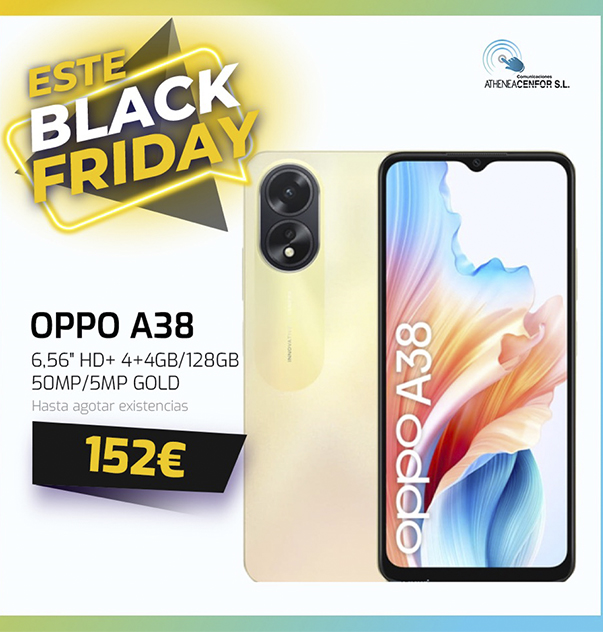 ESTE
BLACK
FRIDAY
Comunicaciones
ATHENEACENFOR S.L.
OPPO A38
6,56" HD+ 4+4GB/128GB
50MP/5MP GOLD
Hasta agotar existencias
152€
oppo A38